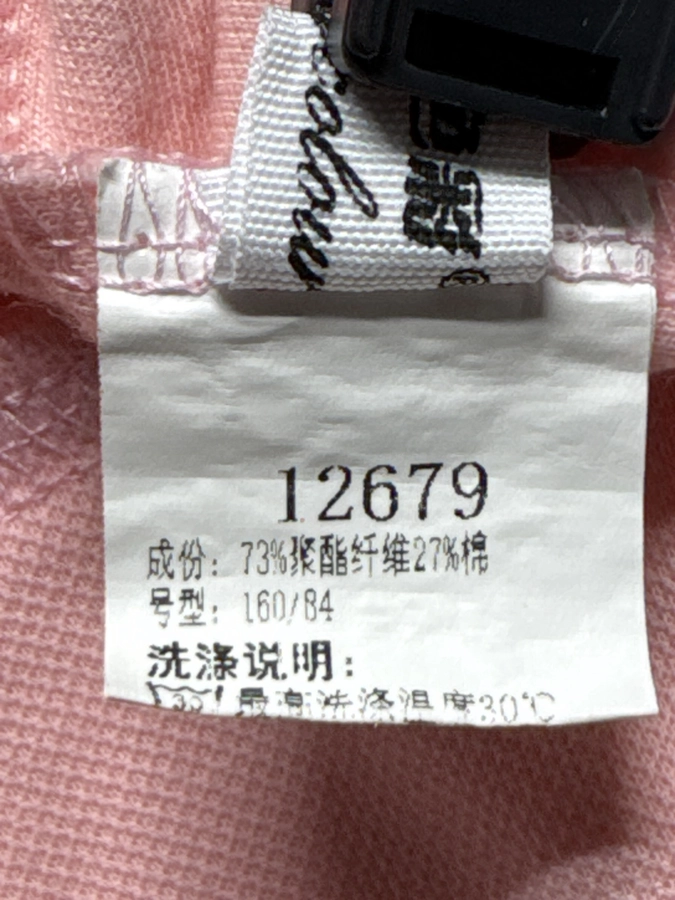 12679
成份：73%聚酯纤维27%棉
号型：160/84
洗涤说明：
30 最高洗涤温度30℃